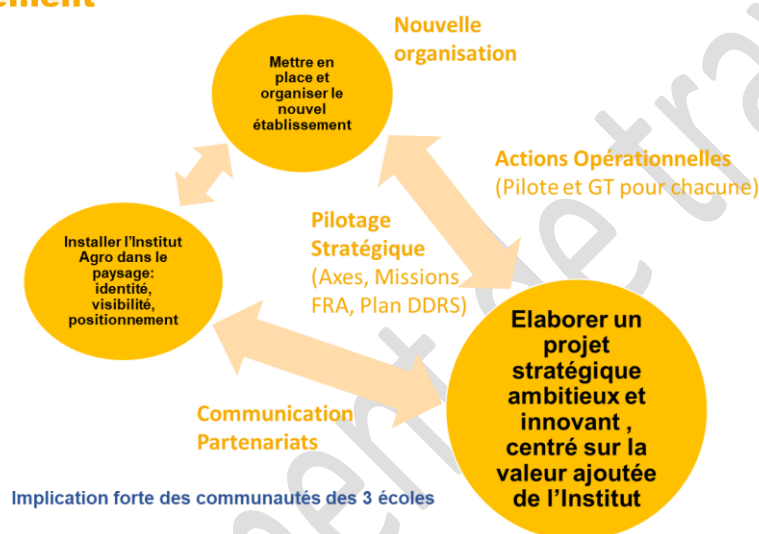 Nouvelle
organisation
Mettre en
place et
organiser le
nouvel
établissement
Actions Opérationnelles
(Pilote et GT pour chacune)
Pilotage
Stratégique
(Axes, Missions
FRA, Plan DDRS)
Installer l'Institut
Agro dans le
paysage:
identité,
visibilité,
positionnement
Elaborer un
projet
stratégique
ambitieux et
innovant ,
centré sur la
valeur ajoutée
de l'Institut
Communication
Partenariats
Implication forte des communautés des 3 écoles